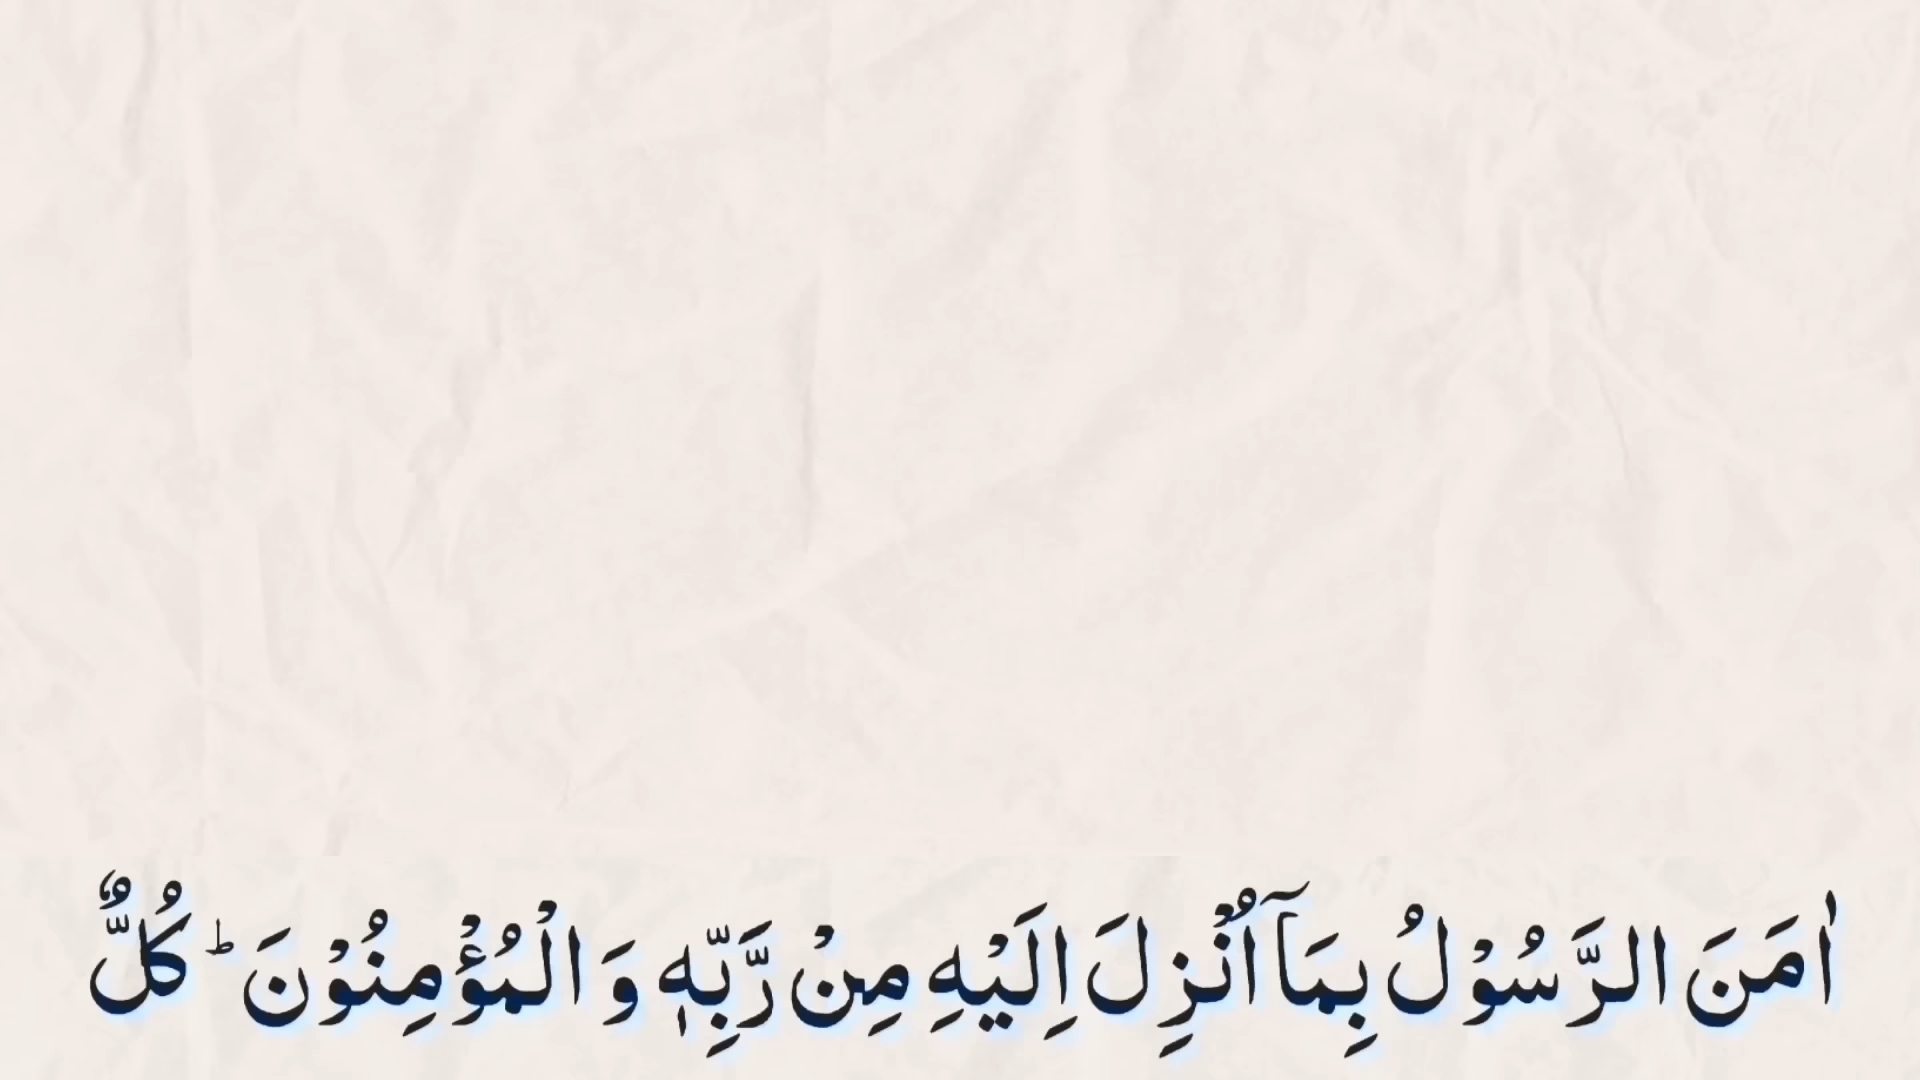 اٰمَنَ الرَّسُوْلُ بِمَاۤ اُنْزِلَ اِلَیْهِ مِنْ رَّبِّهٖ وَ الْمُؤْمِنُوْنَؕ كُلٌّ